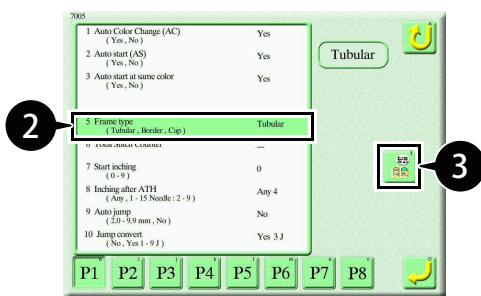 7005
1 Auto Color Change (AC) Yes
( Yes , No )
2 Auto start (AS) Yes
( Yes , No )
3 Auto start at same color Yes
( Yes , No )
Tubular
2
5 Frame type Tubular
( Tubular , Border , Cap )
6 Total Stitch Counter ---
3
7 Start inching 0
( 0 - 9 )
8 Inching after ATH Any 4
( Any , 1 - 15 Needle : 2 - 9 )
9 Auto jump No
( 2.0 - 9.9 mm , No )
10 Jump convert Yes 3 J
( No , Yes 1 - 9 J )
P1 P2 P3 P4 P5 P6 P7 P8